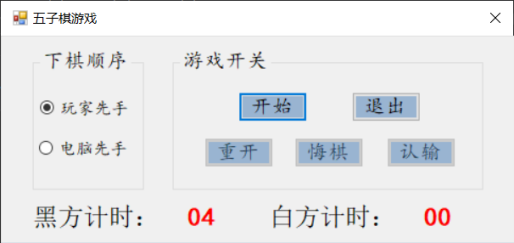 五子棋游戏
下棋顺序
游戏开关
玩家先手
开始 退出
电脑先手
重开 悔棋 认输
黑方计时： 04 白方计时： 00